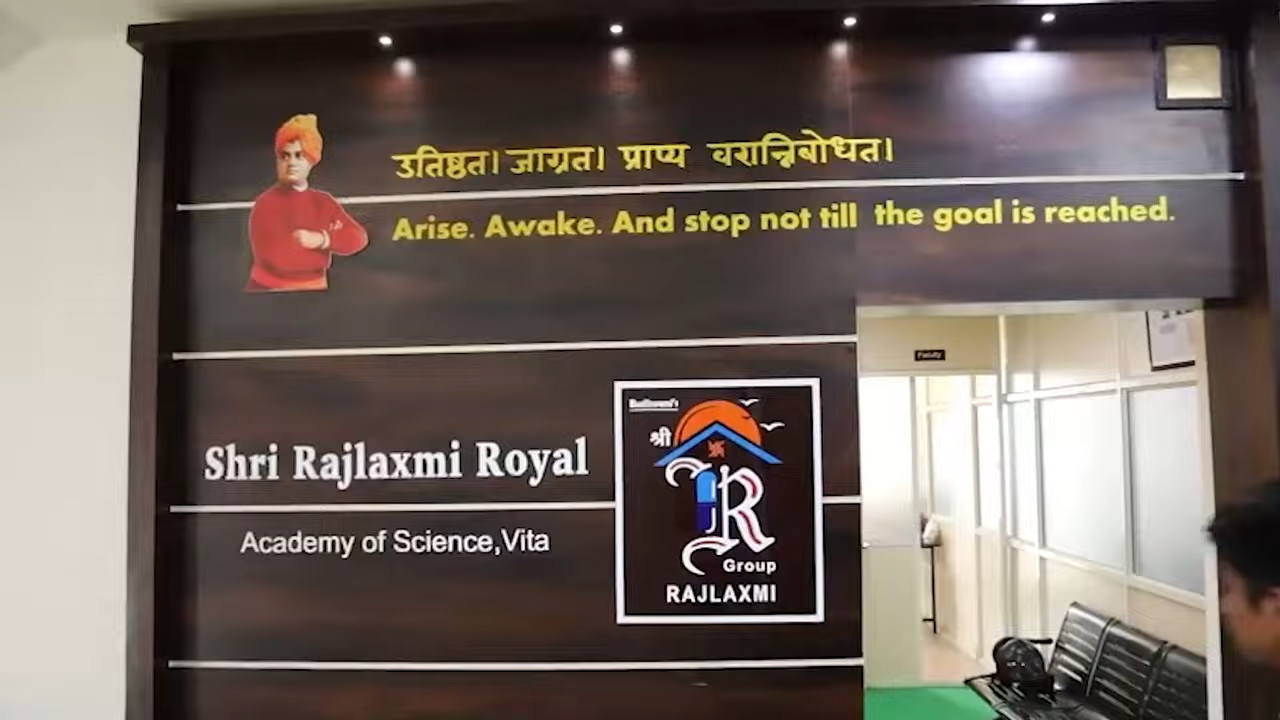 उतिष्ठत। जाग्रत। प्राप्य वरान्निबोधत।
Arise. Awake. And stop not till the goal is reached.
Shri Rajlaxmi Royal
Academy of Science,Vita
श्री
R
Group
RAJLAXMI
Faculty